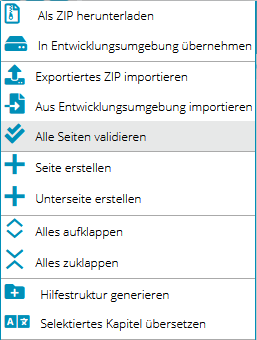 Als ZIP herunterladen
In Entwicklungsumgebung übernehmen
Exportiertes ZIP importieren
Aus Entwicklungsumgebung importieren
Alle Seiten validieren
Seite erstellen
Unterseite erstellen
Alles aufklappen
Alles zuklappen
Hilfestruktur generieren
Selektiertes Kapitel übersetzen